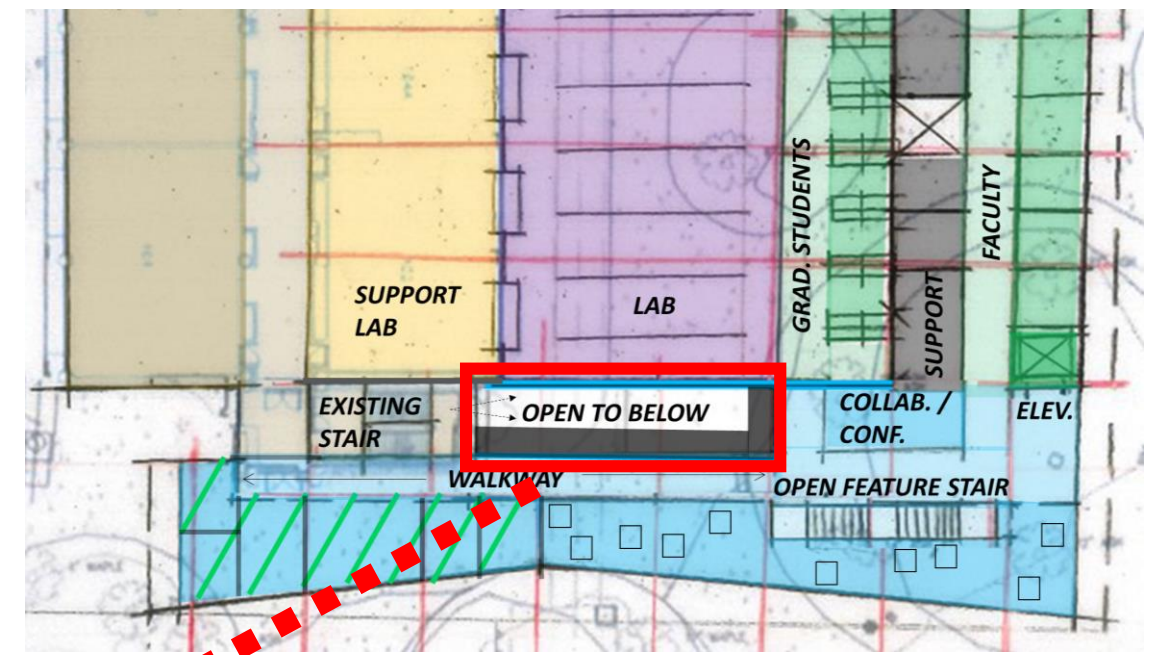 GRAD. STUDENTS
FACULTY
SUPPORT
LAB
LAB
SUPPORT
EXISTING
STAIR
OPEN TO BELOW
COLLAB. /
CONF.
ELEV.
WALKWAY
OPEN FEATURE STAIR